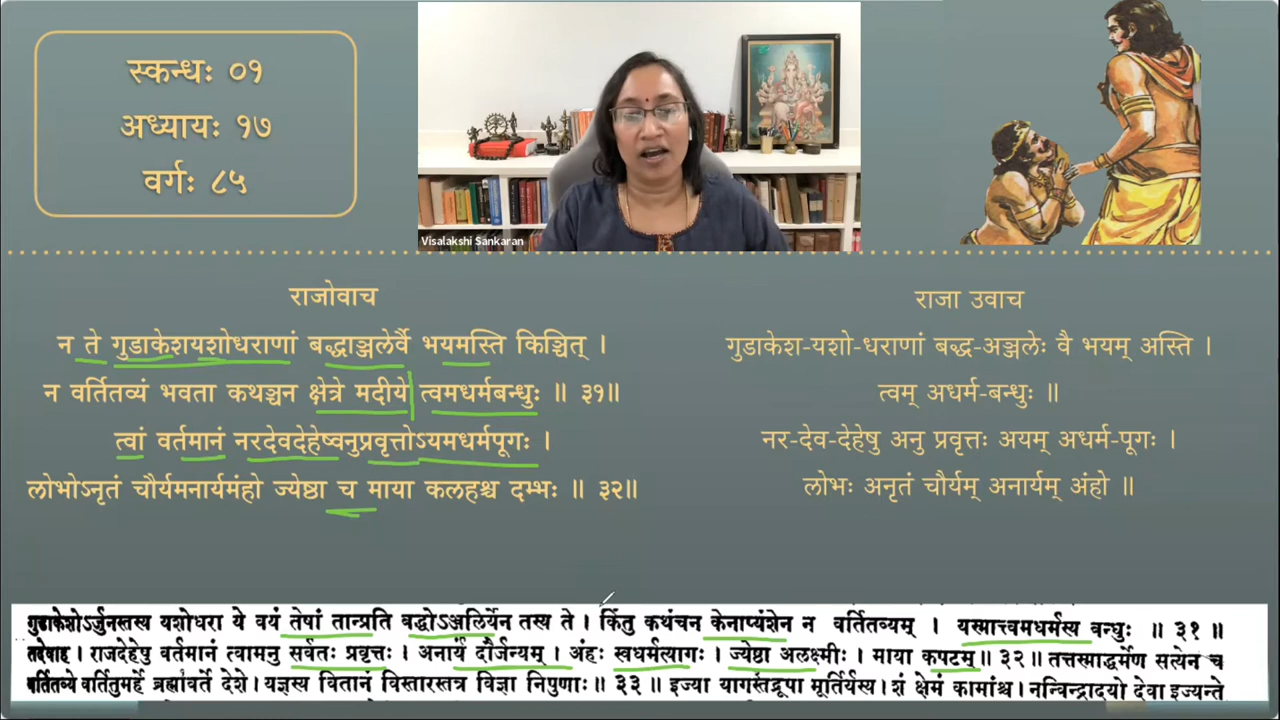 स्कन्धः ०१
अध्यायः १७
वर्गः ८५
Visalakshi Sankaran
राजोवाच
न ते गुडाकेशयशोधराणां बद्धाञ्जलेर्वै भयमस्ति किञ्चित् ।
न वर्तितव्यं भवता कथञ्चन क्षेत्रे मदीये त्वमधर्मबन्धुः ॥ ३१॥
त्वां वर्तमानं नरदेवदेहेष्वनुप्रवृत्तोऽयमधर्मपूगः ।
लोभोऽनृतं चौर्यमनार्यमंहो ज्येष्ठा च माया कलहश्च दम्भः ॥ ३२॥
राजा उवाच
गुडाकेश-यशो-धराणां बद्ध-अञ्जलेः वै भयम् अस्ति ।
त्वम् अधर्म-बन्धुः ॥
नर-देव-देहेषु अनु प्रवृत्तः अयम् अधर्म-पूगः ।
लोभः अनृतं चौर्यम् अनार्यम् अंहो ॥
गुडाकेशोऽर्जुनस्तस्य यशोधरा ये वयं तेषां तान्प्रति बद्धोऽञ्जलिर्येन तस्य ते । किंतु कथंचन केनाप्यंशेन न वर्तितव्यम् । यस्मात्त्वमधर्मस्य बन्धुः ॥ ३१ ॥
तदेवाह । राजदेहेषु वर्तमानं त्वामनु सर्वतः प्रवृत्तः । अनार्यं दौर्जन्यम् । अंहः स्वधर्मत्यागः । ज्येष्ठा अलक्ष्मीः । माया कपटम् ॥ ३२ ॥ तत्तस्माद्धर्मेण सत्येन च
वर्तितव्ये वर्तितुमर्हे ब्रह्मावर्ते देशे । यज्ञस्य वितानं विस्तारस्तत्र विज्ञा निपुणाः ॥ ३३ ॥ इज्या यागस्तद्रूपा मूर्तिर्यस्य । शं क्षेमं कामांश्च । नन्विन्द्रादयो देवा इज्यन्ते